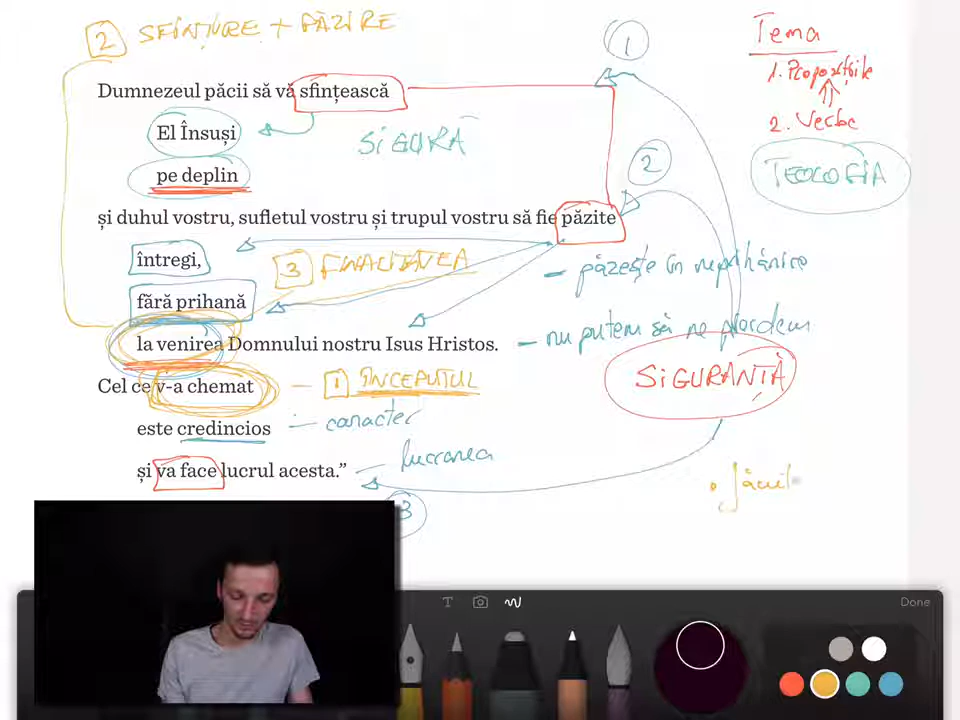 2 SFINȚIRE + PĂZIRE
1
Tema
1. Propozițiile
2. Verbe
TEOLOGIA
Dumnezeul păcii să vă sfințească
El Însuși
SIGURĂ
pe deplin
2
și duhul vostru, sufletul vostru și trupul vostru să fie păzite
întregi,
3 FINALITATEA
- păzește în neprihănire
fără prihană
- nu putem să ne pierdem
la venirea Domnului nostru Isus Hristos.
SIGURANȚĂ
Cel ce v-a chemat - 1 ÎNCEPUTUL
este credincios - caracter
și va face lucrul acesta.” - lucrarea
3
T
Done